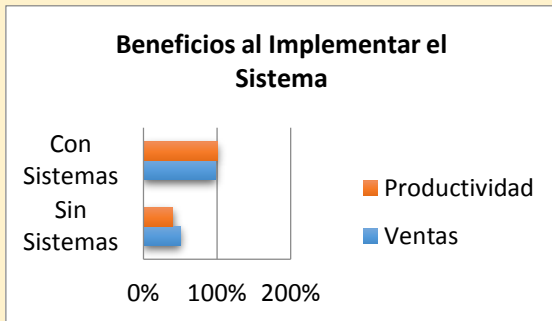 Beneficios al Implementar el
Sistema
Con
Sistemas
Sin
Sistemas
Productividad
Ventas
0% 100% 200%